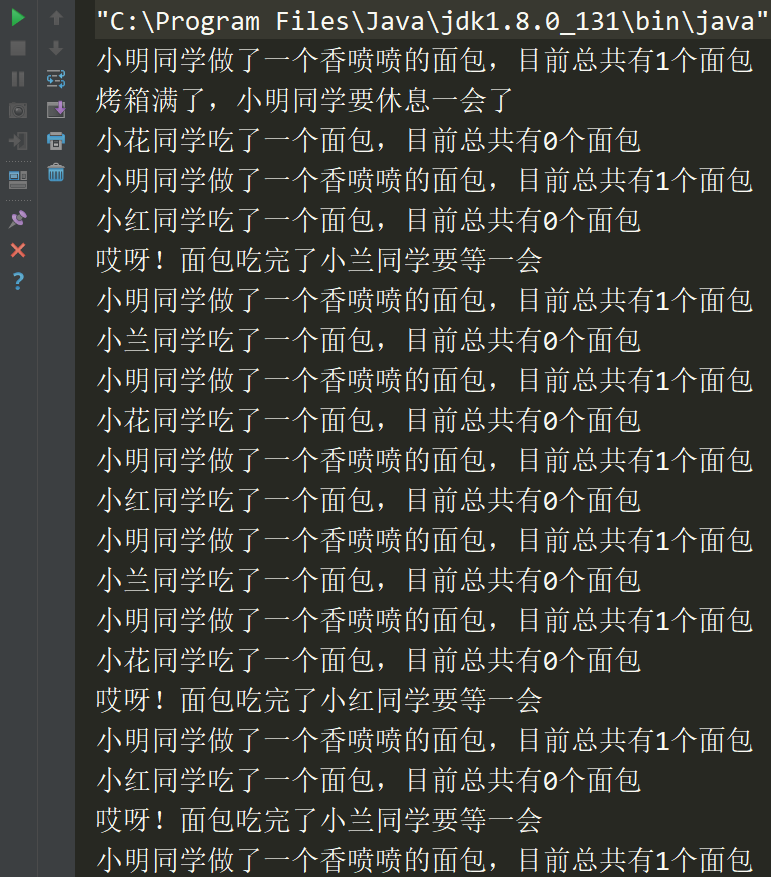 "C:\Program Files\Java\jdk1.8.0_131\bin\java"
小明同学做了一个香喷喷的面包，目前总共有1个面包
烤箱满了，小明同学要休息一会了
小花同学吃了一个面包，目前总共有0个面包
小明同学做了一个香喷喷的面包，目前总共有1个面包
小红同学吃了一个面包，目前总共有0个面包
哎呀！面包吃完了小兰同学要等一会
小明同学做了一个香喷喷的面包，目前总共有1个面包
小兰同学吃了一个面包，目前总共有0个面包
小明同学做了一个香喷喷的面包，目前总共有1个面包
小花同学吃了一个面包，目前总共有0个面包
小明同学做了一个香喷喷的面包，目前总共有1个面包
小红同学吃了一个面包，目前总共有0个面包
小明同学做了一个香喷喷的面包，目前总共有1个面包
小兰同学吃了一个面包，目前总共有0个面包
小明同学做了一个香喷喷的面包，目前总共有1个面包
小花同学吃了一个面包，目前总共有0个面包
哎呀！面包吃完了小红同学要等一会
小明同学做了一个香喷喷的面包，目前总共有1个面包
小红同学吃了一个面包，目前总共有0个面包
哎呀！面包吃完了小兰同学要等一会
小明同学做了一个香喷喷的面包，目前总共有1个面包